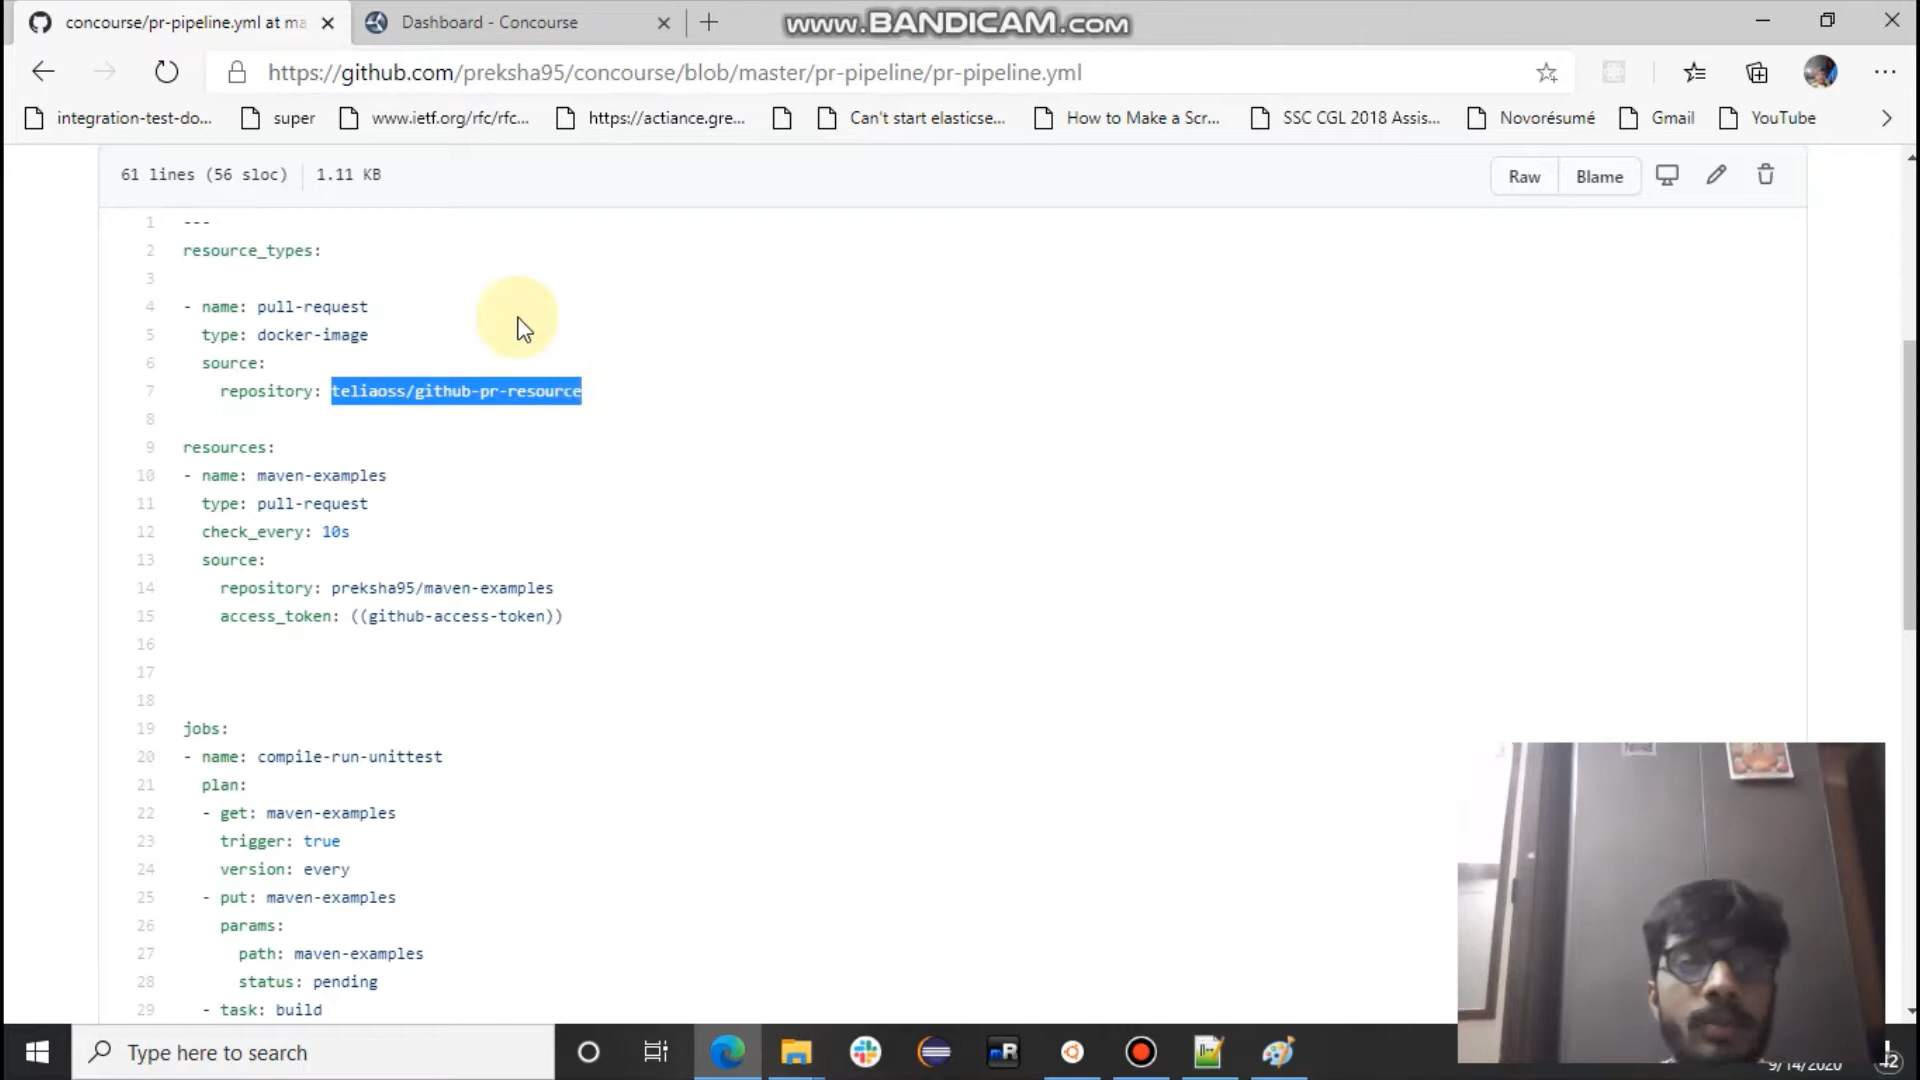 concourse/pr-pipeline.yml at ma
Dashboard - Concourse
www.BANDICAM.com
https://github.com/preksha95/concourse/blob/master/pr-pipeline/pr-pipeline.yml
integration-test-do...
super
www.ietf.org/rfc/rfc...
https://actiance.gre...
Can't start elasticse...
How to Make a Scr...
SSC CGL 2018 Assis...
Novorésumé
Gmail
YouTube
61 lines (56 sloc)
1.11 KB
Raw
Blame
1 ---
2 resource_types:
3
4 - name: pull-request
5 type: docker-image
6 source:
7 repository: teliaoss/github-pr-resource
8
9 resources:
10 - name: maven-examples
11 type: pull-request
12 check_every: 10s
13 source:
14 repository: preksha95/maven-examples
15 access_token: ((github-access-token))
16
17
18
19 jobs:
20 - name: compile-run-unittest
21 plan:
22 - get: maven-examples
23 trigger: true
24 version: every
25 - put: maven-examples
26 params:
27 path: maven-examples
28 status: pending
29 - task: build
Type here to search
9/14/2020